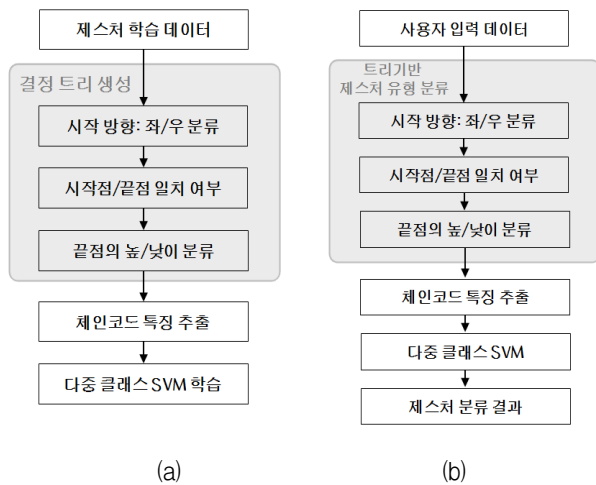 제스처 학습 데이터
결정 트리 생성
시작 방향: 좌/우 분류
시작점/끝점 일치 여부
끝점의 높/낮이 분류
체인코드 특징 추출
다중 클래스 SVM 학습
(a)
사용자 입력 데이터
트리기반
제스처 유형 분류
시작 방향: 좌/우 분류
시작점/끝점 일치 여부
끝점의 높/낮이 분류
체인코드 특징 추출
다중 클래스 SVM
제스처 분류 결과
(b)